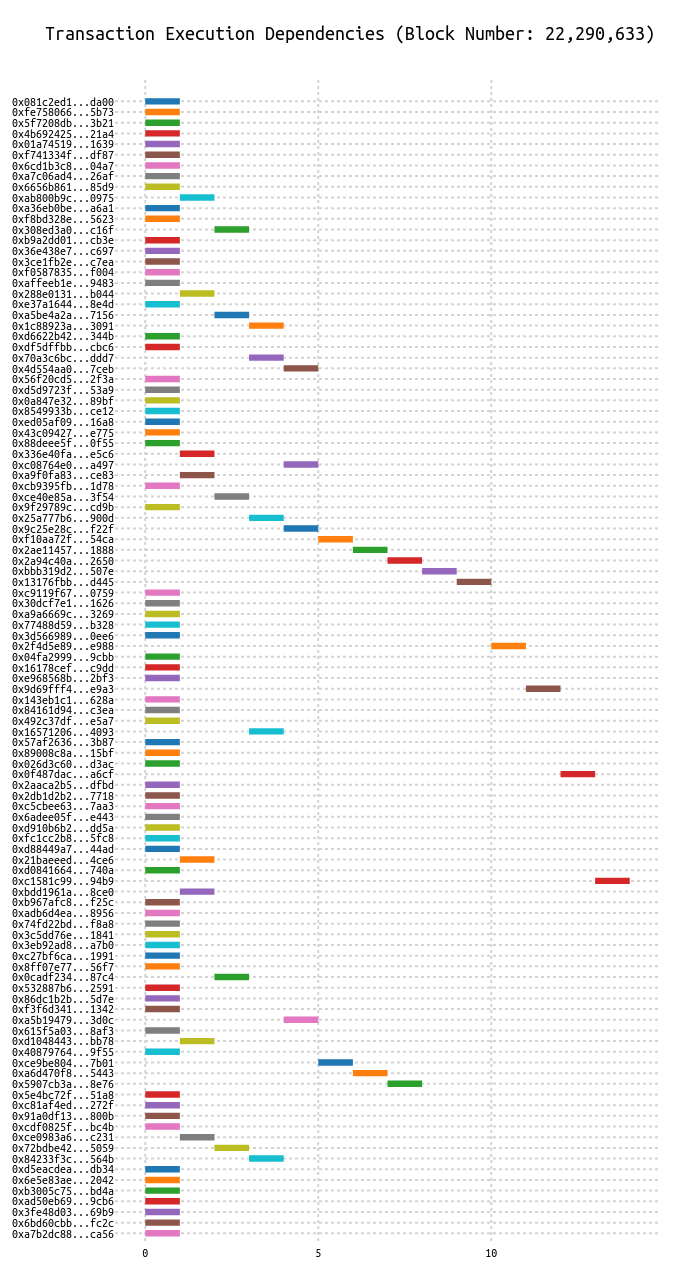 Transaction Execution Dependencies (Block Number: 22,290,633)
0x081c2ed1...da00
0xfe758066...5b73
0x5f7208db...3b21
0x4b692425...21a4
0x01a74519...1639
0xf741334f...df87
0x6cd1b3c8...04a7
0xa7c06ad4...26af
0x6656b861...85d9
0xab800b9c...0975
0xa36eb0be...a6a1
0xf8bd328e...5623
0x308ed3a0...c16f
0xb9a2dd01...cb3e
0x36e438e7...c697
0x3ce1fb2e...c7ea
0xf0587835...f004
0xaffeeb1e...9483
0x288e0131...b044
0xe37a1644...8e4d
0xa5be4a2a...7156
0x1c88923a...3091
0xd6622b42...344b
0xdf5dffbb...cbc6
0x70a3c6bc...ddd7
0x4d554aa0...7ceb
0x56f20cd5...2f3a
0xd5d9723f...53a9
0x0a847e32...89bf
0x8549933b...ce12
0xed05af09...16a8
0x43c09427...e775
0x88deee5f...0f55
0x336e40fa...e5c6
0xc08764e0...a497
0xa9f0fa83...ce83
0xcb9395fb...1d78
0xce40e85a...3f54
0x9f29789c...cd9b
0x25a777b6...900d
0x9c25e28c...f22f
0xf10aa72f...54ca
0x2ae11457...1888
0x2a94c40a...2650
0xbbb319d2...507e
0x13176fbb...d445
0xc9119f67...0759
0x30dcf7e1...1626
0xa9a6669c...3269
0x77488d59...b328
0x3d566989...0ee6
0x2f4d5e89...e988
0x04fa2999...9cbb
0x16178cef...c9dd
0xe968568b...2bf3
0x9d69fff4...e9a3
0x143eb1c1...628a
0x84161d94...c3ea
0x492c37df...e5a7
0x16571206...4093
0x57af2636...3b87
0x89008c8a...15bf
0x026d3c60...d3ac
0x0f487dac...a6cf
0x2aaca2b5...dfbd
0x2db1d2b2...7718
0xc5cbee63...7aa3
0x6adee05f...e443
0xd910b6b2...dd5a
0xfc1cc2b8...5fc8
0xd88449a7...44ad
0x21baeeed...4ce6
0xd0841664...740a
0xc1581c99...94b9
0xbdd1961a...8ce0
0xb967afc8...f25c
0xadb6d4ea...8956
0x74fd22bd...f8a8
0x3c5dd76e...1841
0x3eb92ad8...a7b0
0xc27bf6ca...1991
0x8ff07e77...56f7
0x0cadf234...87c4
0x532887b6...2591
0x86dc1b2b...5d7e
0xf3f6d341...1342
0xa5b19479...3d0c
0x615f5a03...8af3
0xd1048443...bb78
0x40879764...9f55
0xce9be804...7b01
0xa6d470f8...5443
0x5907cb3a...8e76
0x5e4bc72f...51a8
0xc81af4ed...272f
0x91a0df13...800b
0xcdf0825f...bc4b
0xce0983a6...c231
0x72bdbe42...5059
0x84233f3c...564b
0xd5eacdea...db34
0x6e5e83ae...2042
0xb3005c75...bd4a
0xad50eb69...9cb6
0x3fe48d03...69b9
0x6bd60cbb...fc2c
0xa7b2dc88...ca56
0 5 10